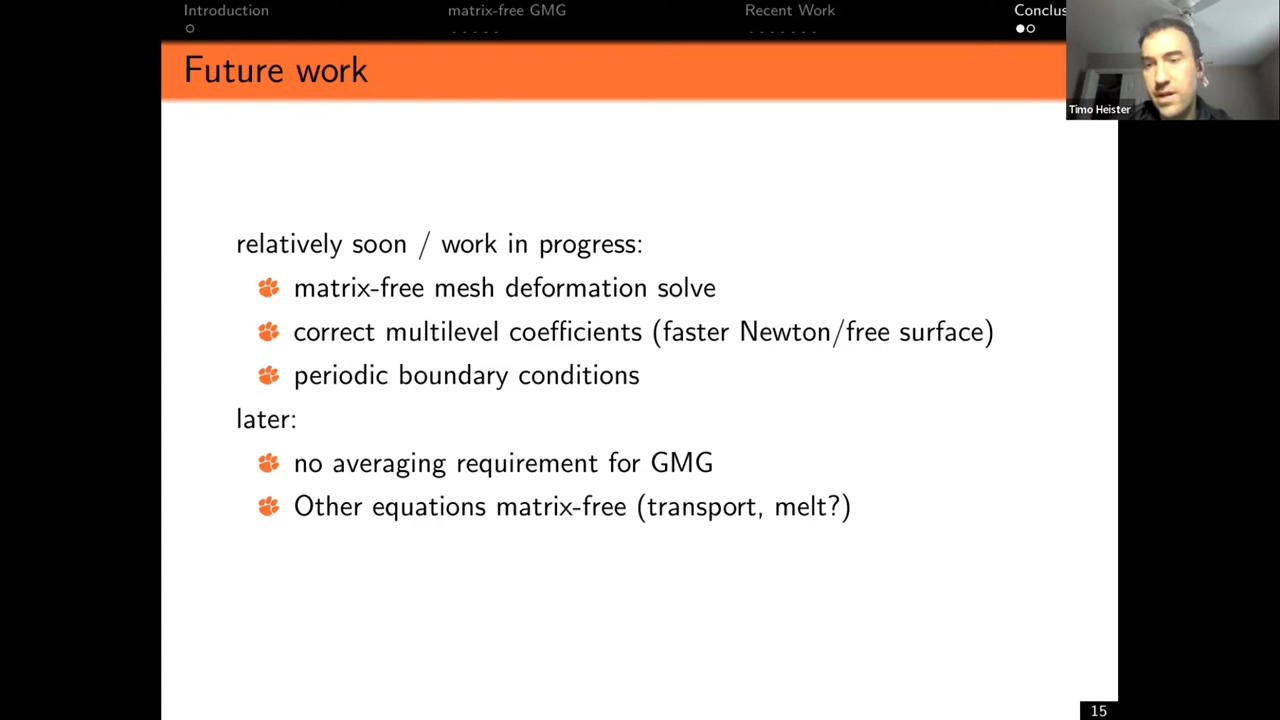 Introduction
matrix-free GMG
Recent Work
Conclus
Timo Heister
Future work
relatively soon / work in progress:
matrix-free mesh deformation solve
correct multilevel coefficients (faster Newton/free surface)
periodic boundary conditions
later:
no averaging requirement for GMG
Other equations matrix-free (transport, melt?)
15